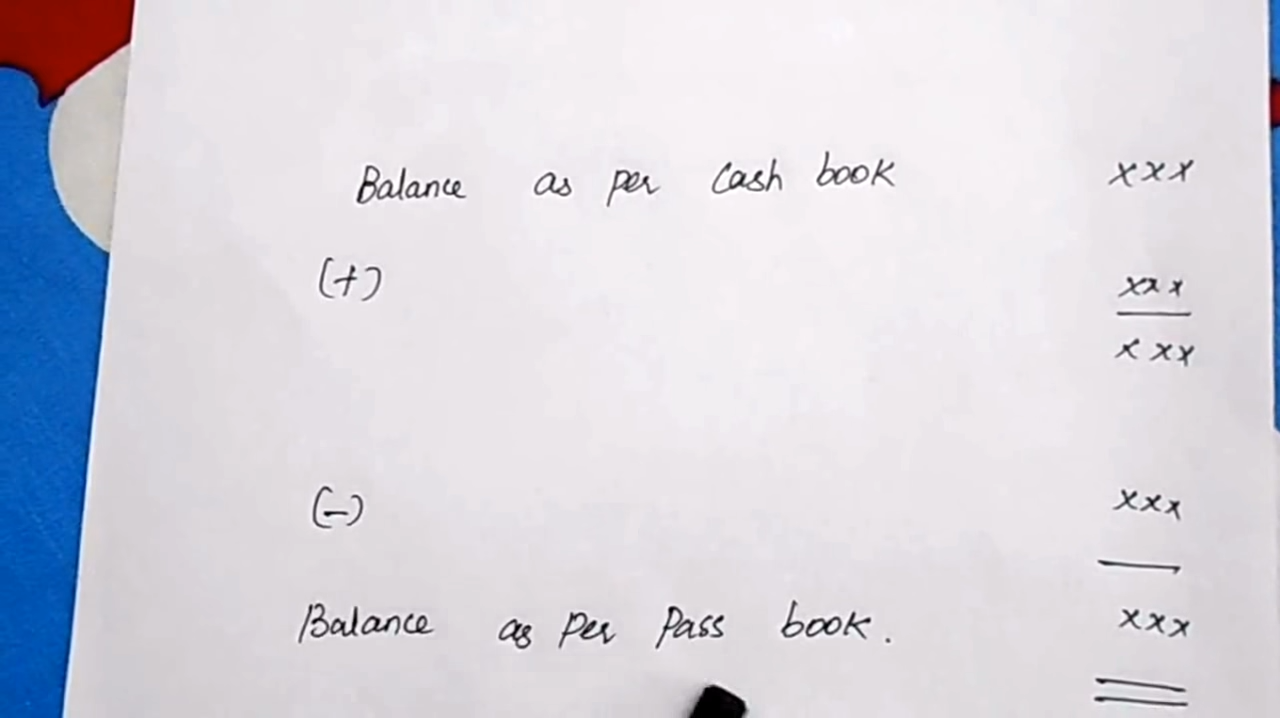 Balance as per Cash book xxx
(+) xxx
xxx
(-) xxx
Balance as per Pass book. xxx